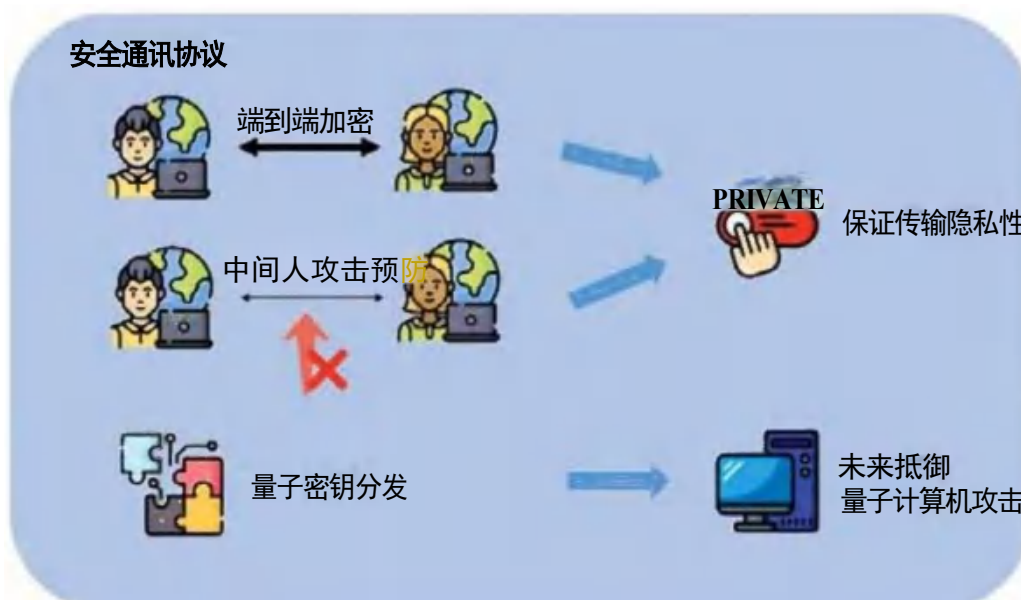 安全通讯协议
端到端加密
PRIVATE
保证传输隐私性
中间人攻击预防
量子密钥分发
未来抵御
量子计算机攻击